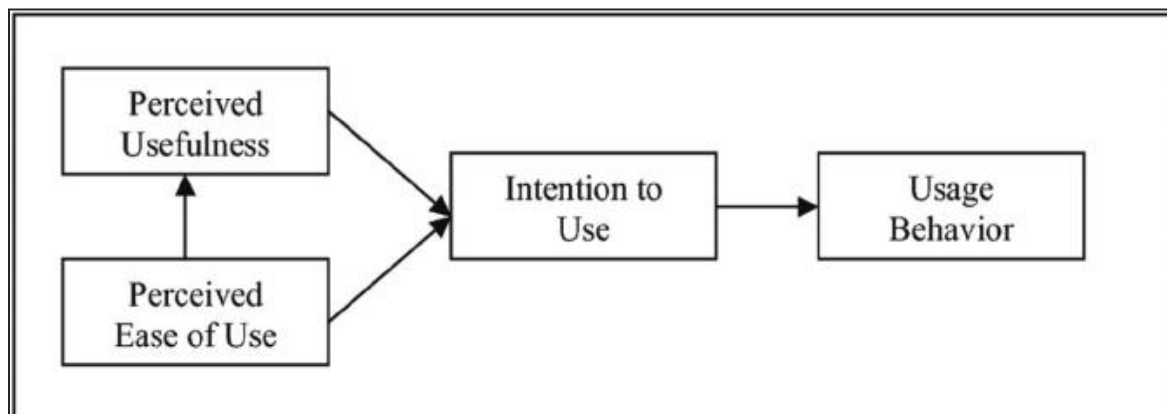 Perceived
Usefulness
Perceived
Ease of Use
Intention to
Use
Usage
Behavior